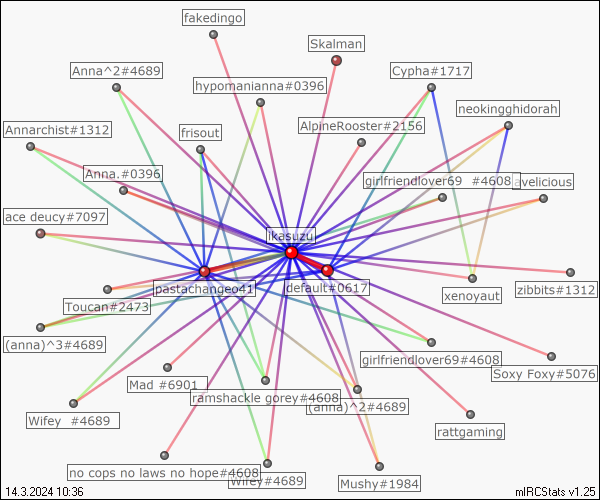 fakedingo
Skalman
Anna^2#4689
Cypha#1717
hypomanianna#0396
neokingghidorah
Annarchist#1312
frisout
AlpineRooster#2156
Anna.#0396
girlfriendlover69 #4608
avelicious
ace deucy#7097
ikasuzu
pastachangeo41
default#0617
xenoyaut
zibbits#1312
Toucan#2473
(anna)^3#4689
girlfriendlover69#4608
Soxy Foxy#5076
Mad #6901
ramshackle gorey#4608
(anna)^2#4689
Wifey #4689
rattgaming
no cops no laws no hope#4608
Wifey#4689
Mushy#1984
14.3.2024 10:36
mIRCStats v1.25